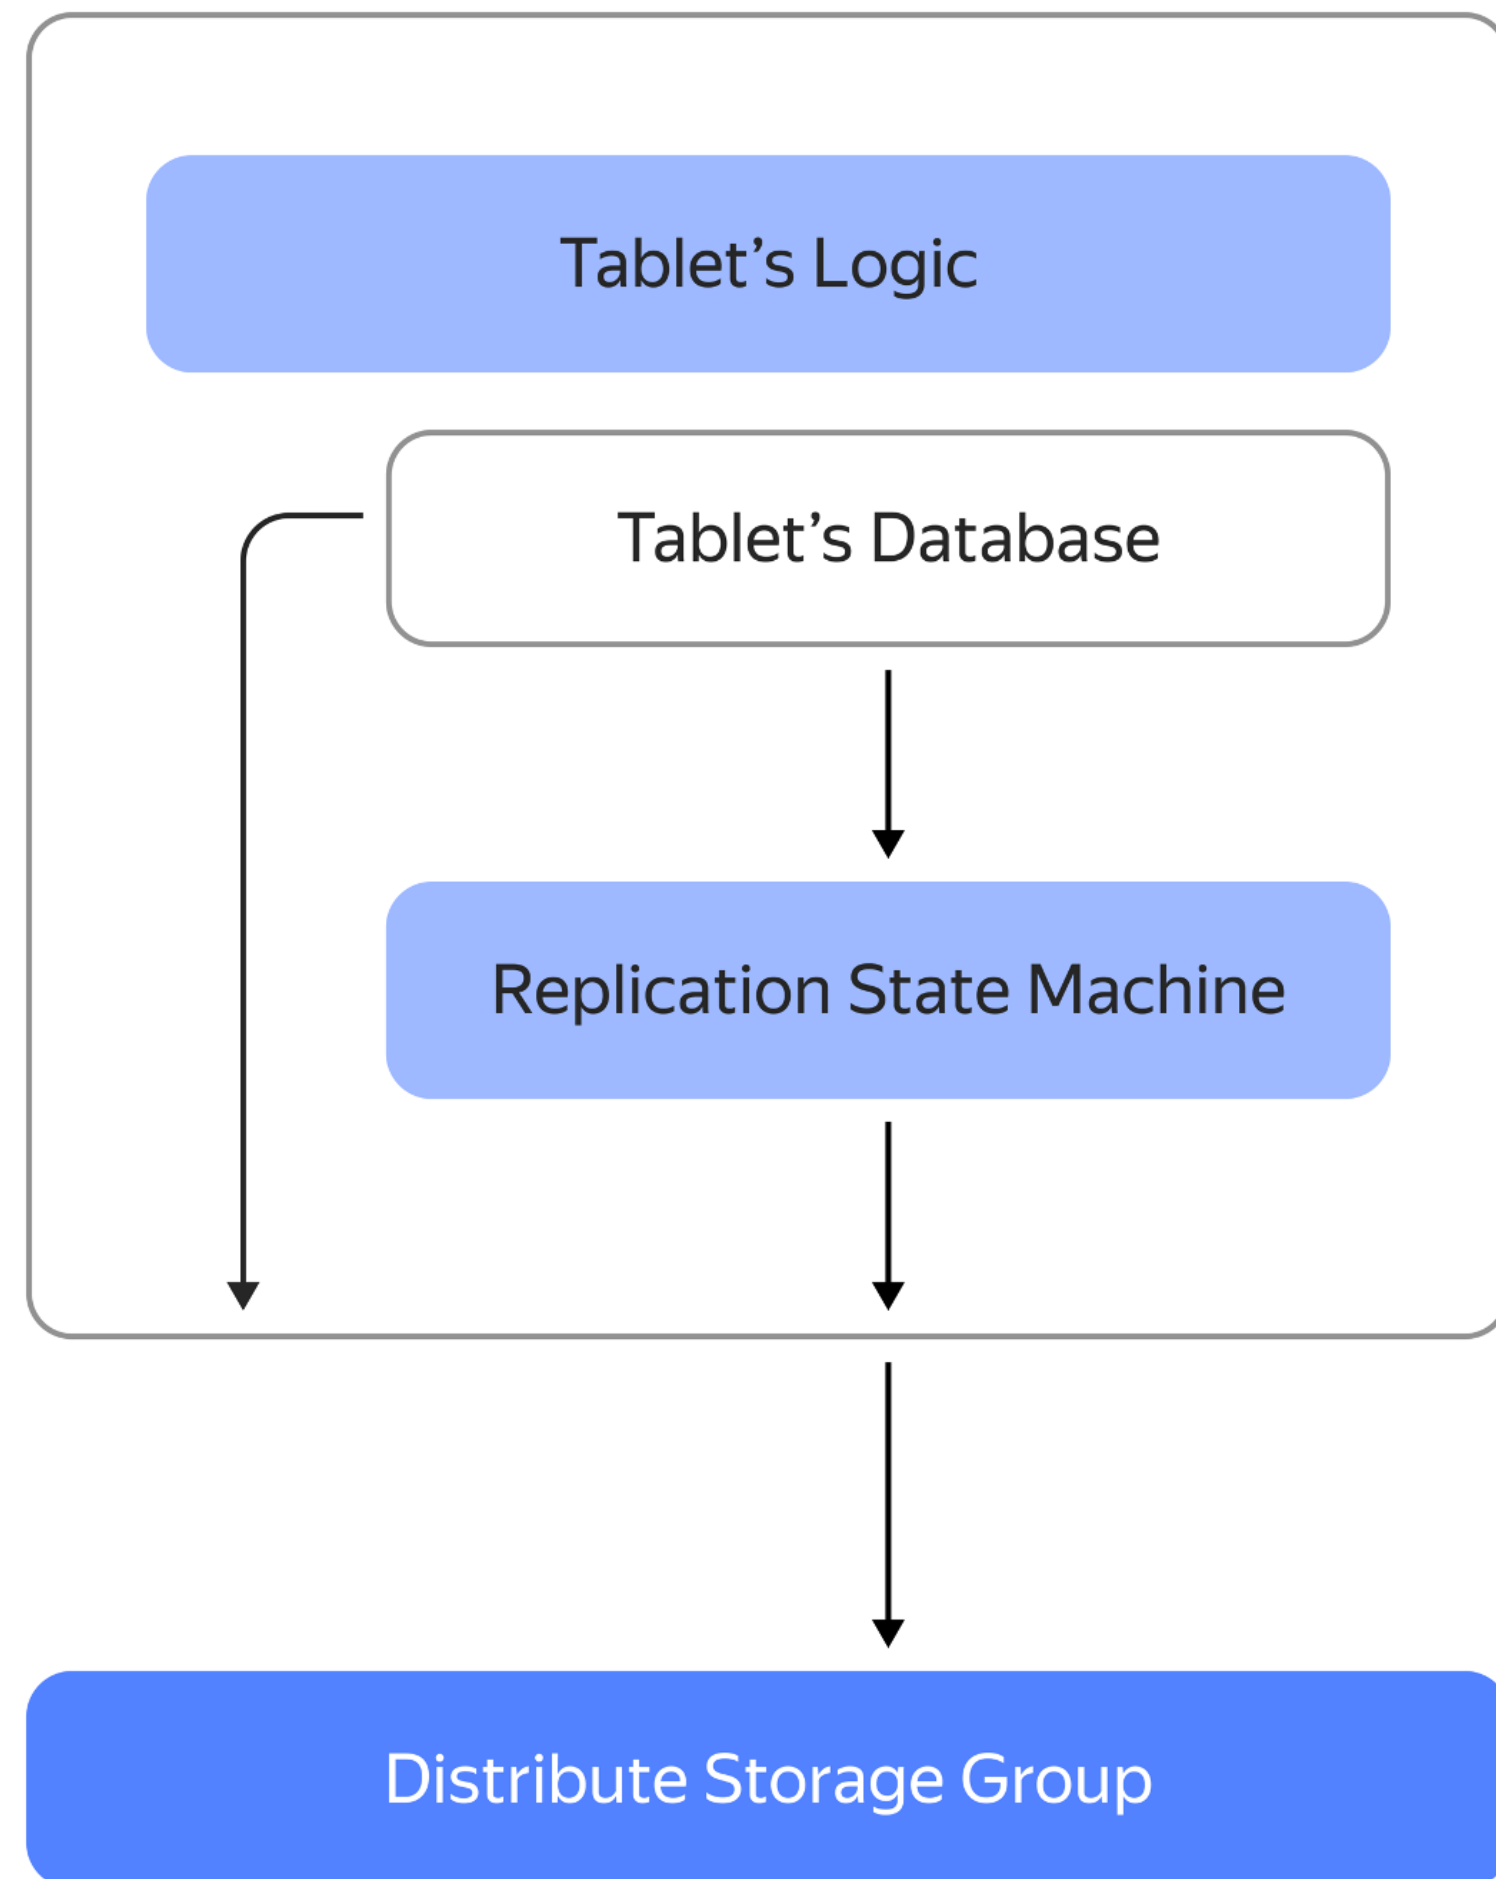 Tablet’s Logic
Tablet’s Database
Replication State Machine
Distribute Storage Group